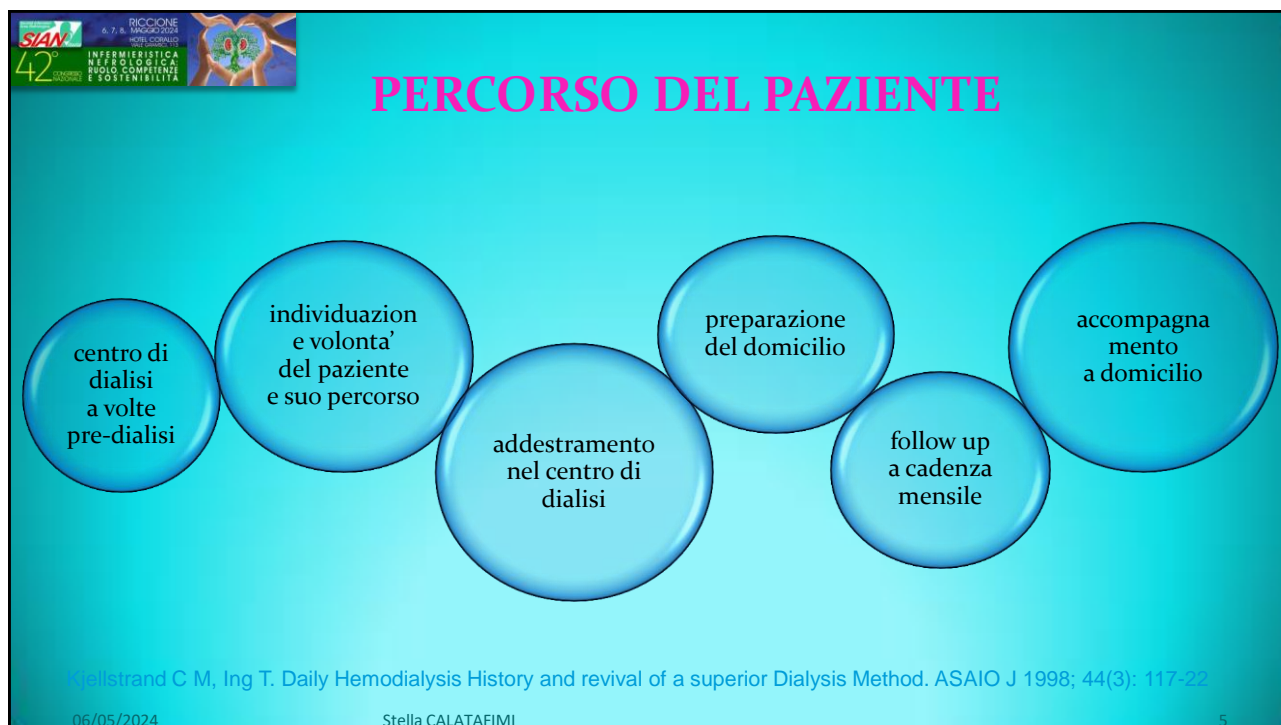 SIAN
42°
CONGRESSO
NAZIONALE
RICCIONE
6. 7. 8. MAGGIO 2024
HOTEL CORALLO
INFERMIERISTICA
NEFROLOGICA:
RUOLO, COMPETENZE
E SOSTENIBILITÀ
PERCORSO DEL PAZIENTE
centro di
dialisi
a volte
pre-dialisi
individuazion
e volonta’
del paziente
e suo percorso
addestramento
nel centro di
dialisi
preparazione
del domicilio
follow up
a cadenza
mensile
accompagna
mento
a domicilio
Kjellstrand C M, Ing T. Daily Hemodialysis History and revival of a superior Dialysis Method. ASAIO J 1998; 44(3): 117-22
06/05/2024
Stella CALATAFIMI
5